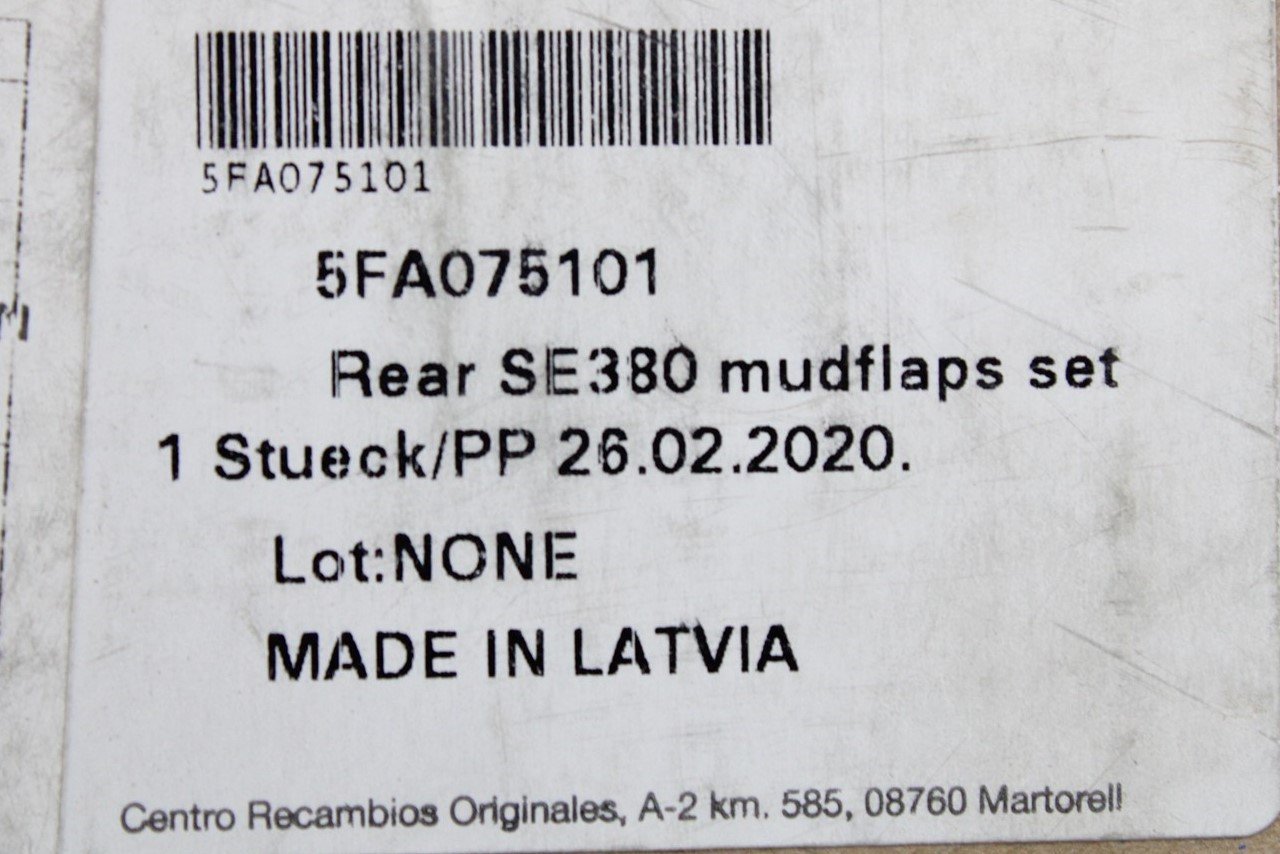 5FA075101
5FA075101
Rear SE380 mudflaps set
1 Stueck/PP 26.02.2020.
Lot:NONE
MADE IN LATVIA
Centro Recambios Originales, A-2 km. 585, 08760 Martorell